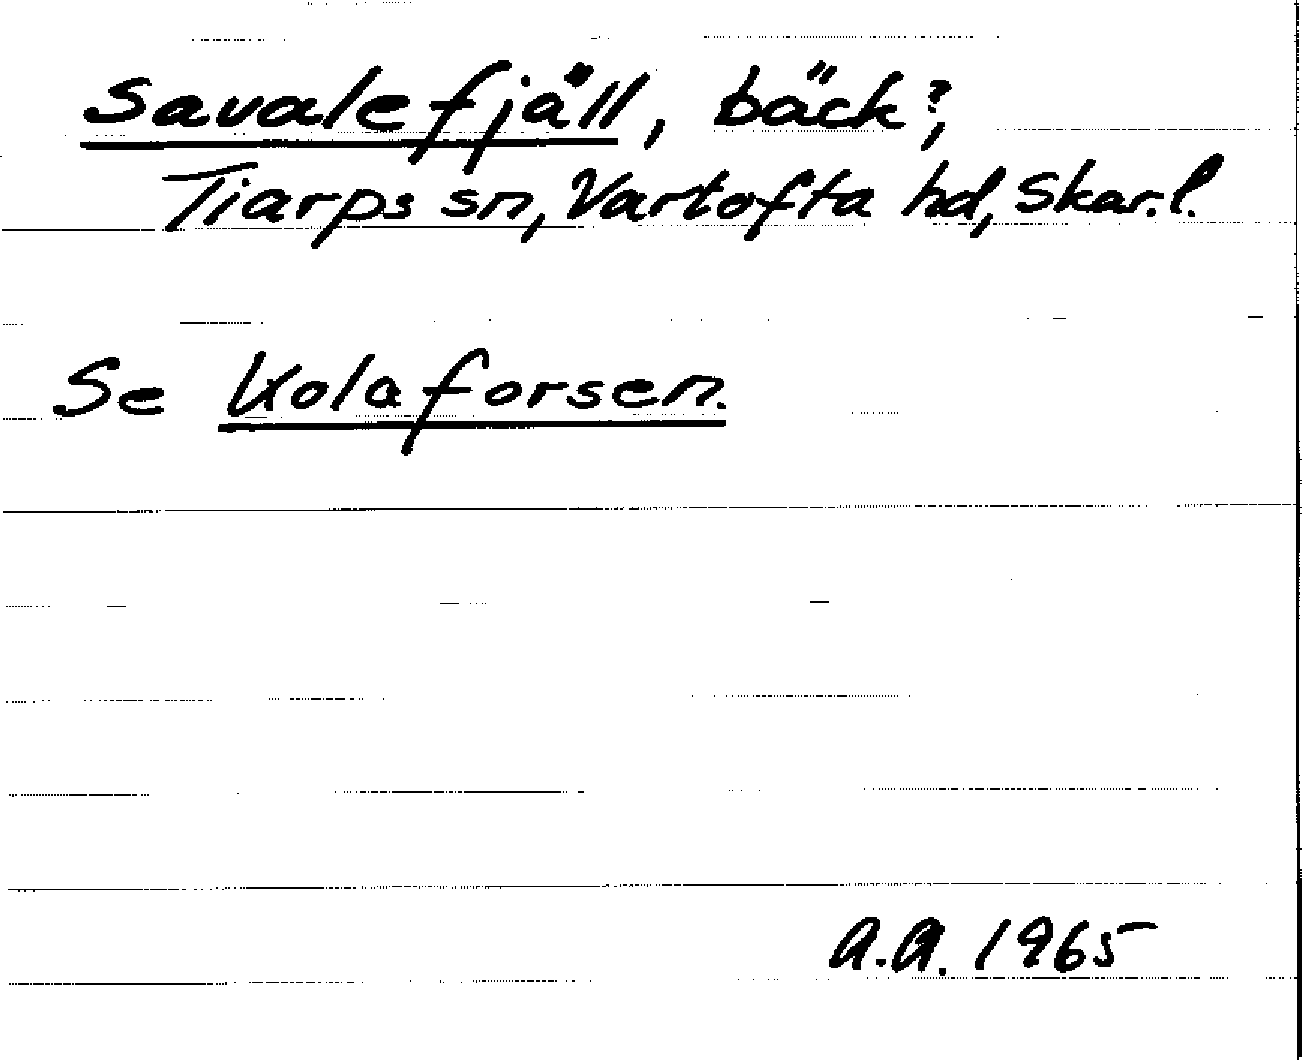 Savalefjäll, bäck?,
Tiarps sn, Vartofta hd, Skar.l.
Se Kolaforsen.
A.A. 1965